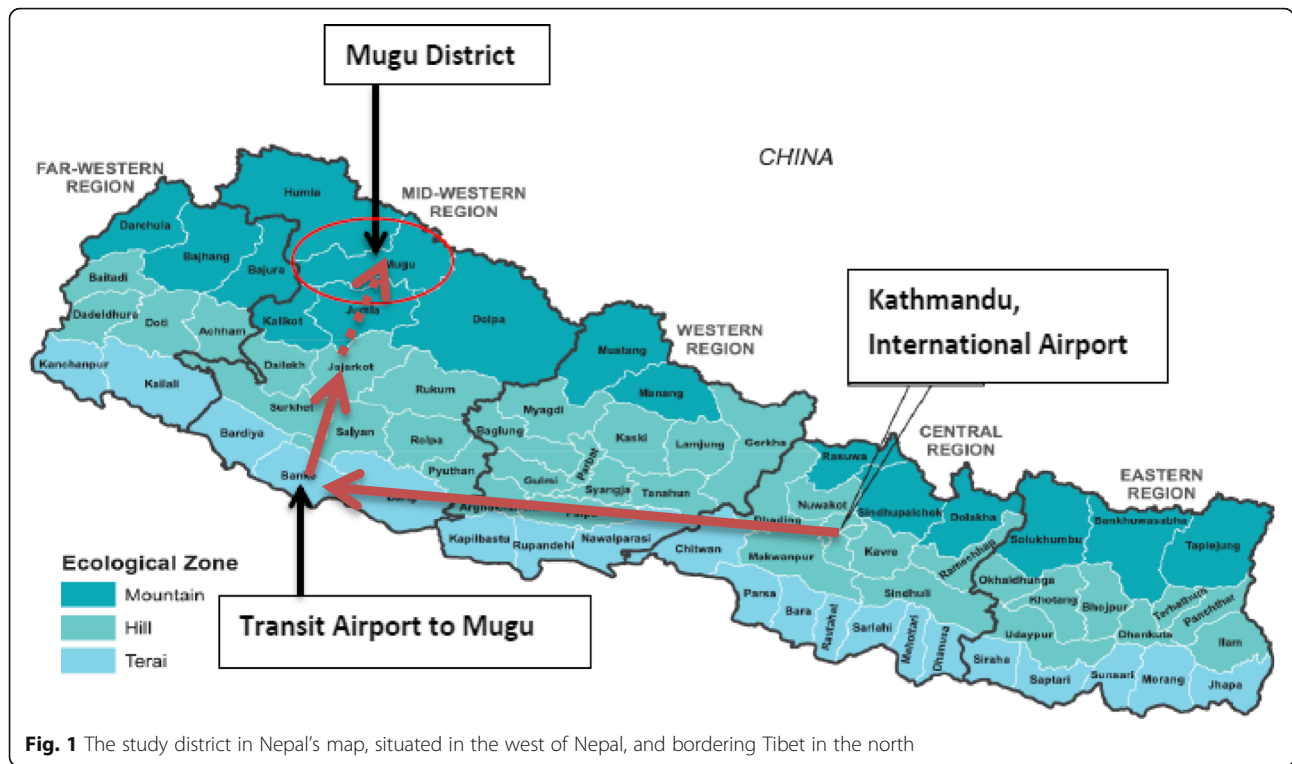 Mugu District
CHINA
FAR-WESTERN
REGION
MID-WESTERN
REGION
Humla
Darchula
Bajhang
Bajura
Mugu
Baitadi
Dadeldhura
Doti
Achham
Kalikot
Jumla
Dolpa
Kathmandu,
International Airport
WESTERN
REGION
Mustang
Manang
Kanchanpur
Kailali
Dailekh
Jajarkot
Rukum
Surkhet
Salyan
Rolpa
Bardiya
Banke
Dang
Pyuthan
Myagdi
Baglung
Parbat
Kaski
Lamjung
Gorkha
Gulmi
Syangja
Tanahun
Palpa
Kapilbastu
Rupandehi
Nawalparasi
CENTRAL
REGION
Rasuwa
Nuwakot
Dhading
Sindhupalchok
Dolakha
Chitwan
Makwanpur
Kavre
Ramechhap
Sindhuli
Parsa
Bara
Rautahat
Sarlahi
Mahottari
Dhanusa
EASTERN
REGION
Solukhumbu
Sankhuwasabha
Taplejung
Okhaldhunga
Khotang
Bhojpur
Terhathum
Panchthar
Udaypur
Dhankuta
Ilam
Siraha
Saptari
Sunsari
Morang
Jhapa
Ecological Zone
Mountain
Hill
Terai
Transit Airport to Mugu
Fig. 1 The study district in Nepal's map, situated in the west of Nepal, and bordering Tibet in the north